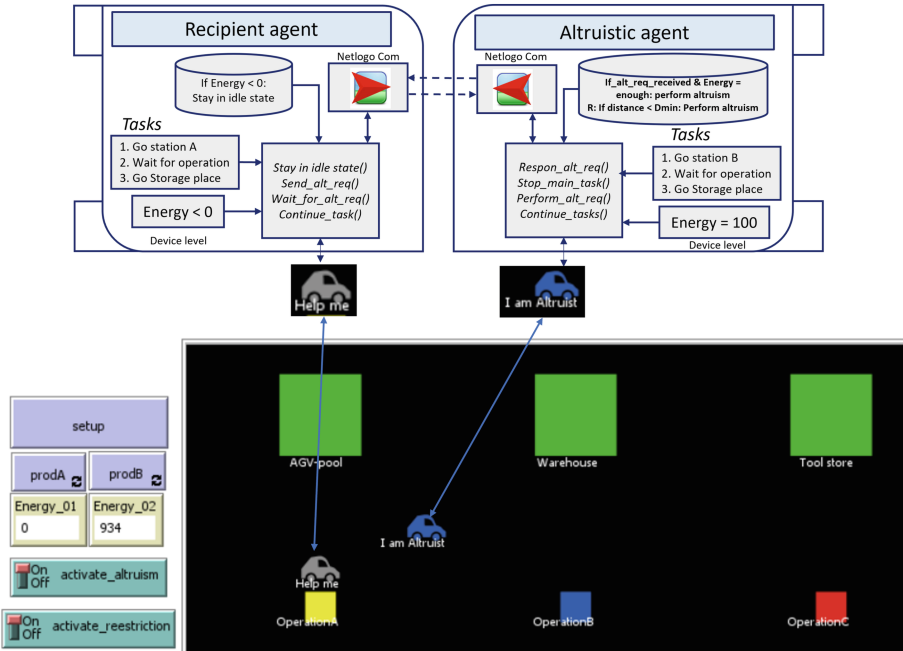 Recipient agent
Altruistic agent
Netlogo Com
Netlogo Com
If Energy < 0:
Stay in idle state
If_alt_req_received & Energy =
enough: perform altruism
R: If distance < Dmin: Perform altruism
Tasks
1. Go station A
2. Wait for operation
3. Go Storage place
Energy < 0
Device level
Stay in idle state()
Send_alt_req()
Wait_for_alt_req()
Continue_task()
Respon_alt_req()
Stop_main_task()
Perform_alt_req()
Continue_tasks()
Tasks
1. Go station B
2. Wait for operation
3. Go Storage place
Energy = 100
Device level
Help me
I am Altruist
setup
prodA
prodB
Energy_01
0
Energy_02
934
On
Off
activate_altruism
On
Off
activate_reestriction
AGV-pool
Warehouse
Tool store
I am Altruist
Help me
OperationA
OperationB
OperationC